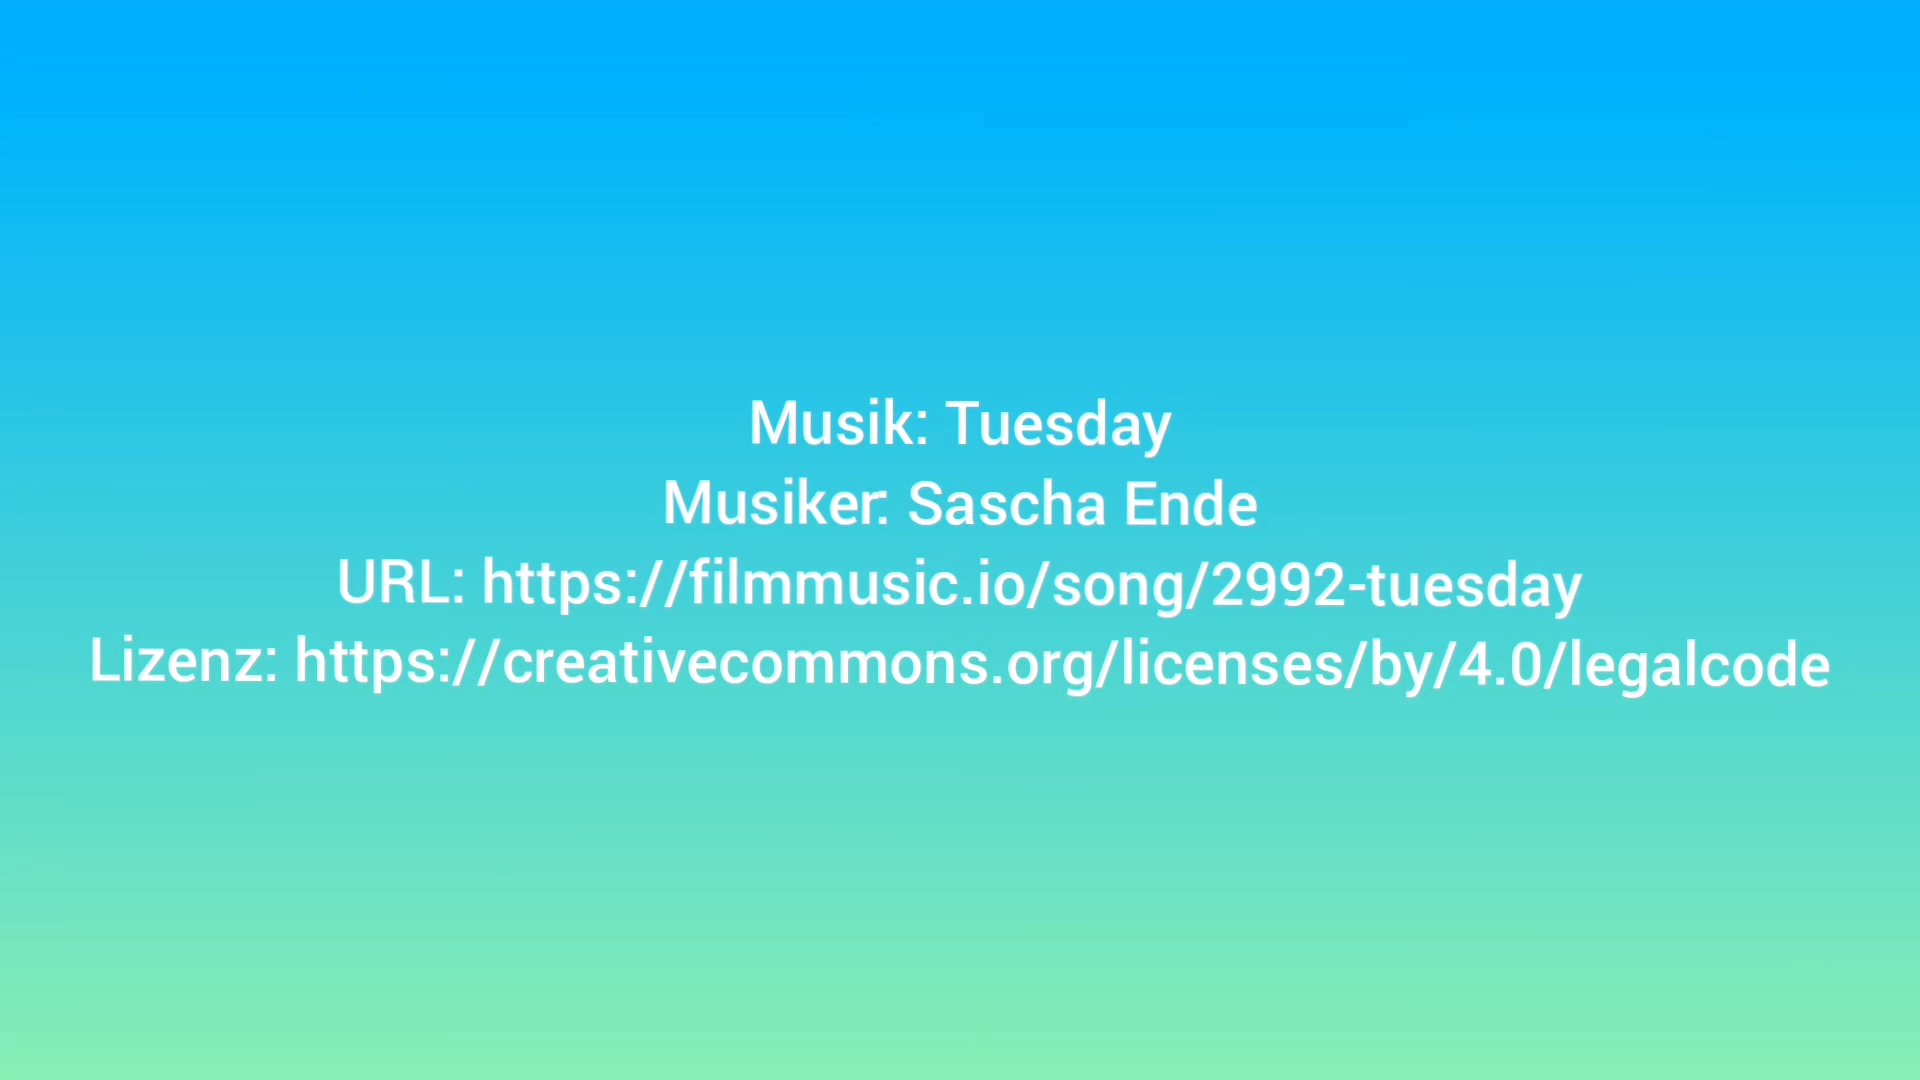 Musik: Tuesday
Musiker: Sascha Ende
URL: https://filmmusic.io/song/2992-tuesday
Lizenz: https://creativecommons.org/licenses/by/4.0/legalcode